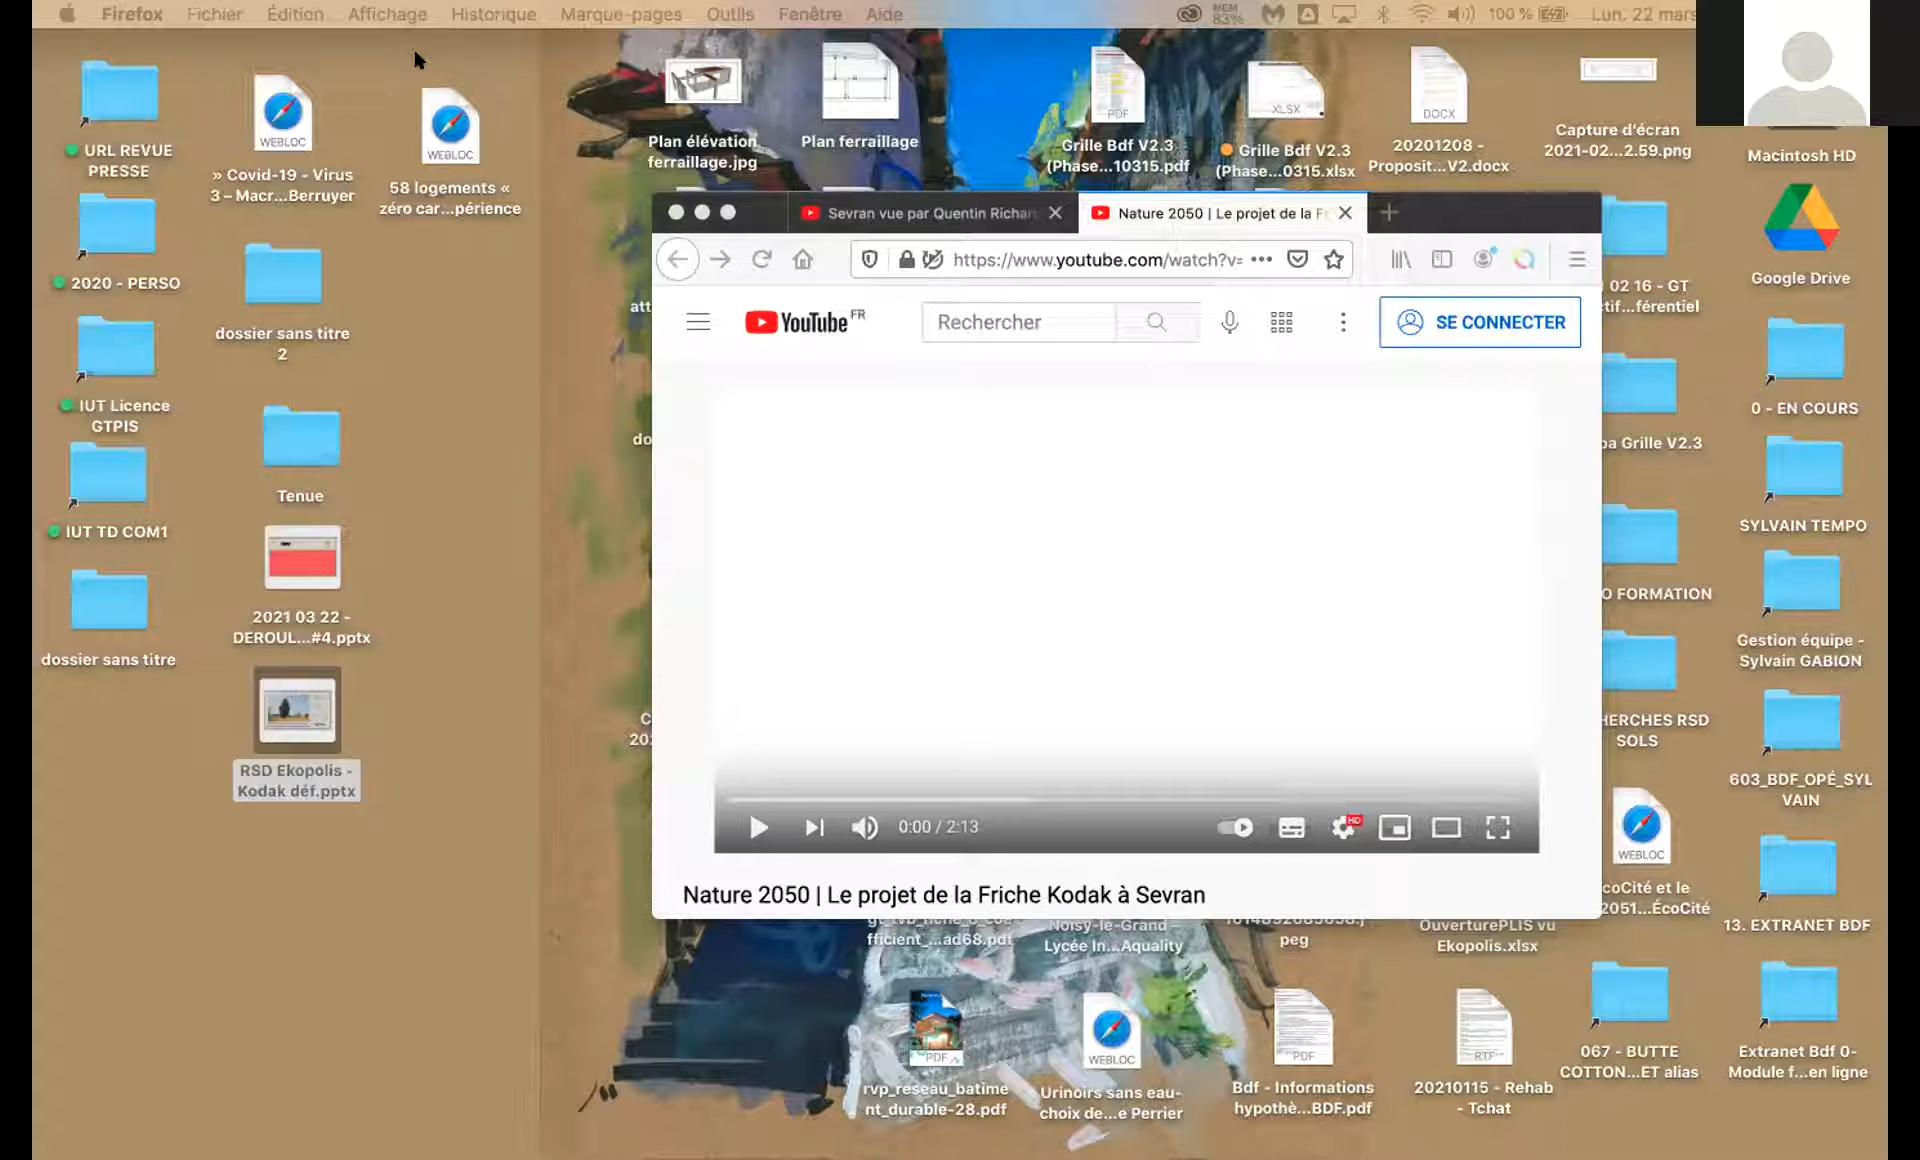 Firefox Fichier Édition Affichage Historique Marque-pages Outils Fenêtre Aide
MEM
83%
100 % Lun. 22 mars
URL REVUE
PRESSE
WEBLOC
» Covid-19 - Virus
3 – Macr...Berruyer
WEBLOC
58 logements «
zéro car...périence
Plan élévation
ferraillage.jpg
Plan ferraillage
PDF
Grille Bdf V2.3
(Phase...10315.pdf
XLSX
Grille Bdf V2.3
(Phase...0315.xlsx
DOCX
20201208 -
Proposit...V2.docx
Capture d'écran
2021-02...2.59.png
Macintosh HD
2020 - PERSO
dossier sans titre
2
IUT Licence
GTPIS
Tenue
IUT TD COM1
2021 03 22 -
DEROUL...#4.pptx
dossier sans titre
RSD Ekopolis -
Kodak déf.pptx
att
do
C
202
Sevran vue par Quentin Richar
Nature 2050 | Le projet de la Fr
https://www.youtube.com/watch?v=
YouTube FR
Rechercher
SE CONNECTER
0:00 / 2:13
HD
Nature 2050 | Le projet de la Friche Kodak à Sevran
Google Drive
02 16 - GT
tif...férentiel
0 - EN COURS
pa Grille V2.3
SYLVAIN TEMPO
O FORMATION
Gestion équipe -
Sylvain GABION
HERCHES RSD
SOLS
603_BDF_OPÉ_SYL
VAIN
WEBLOC
coCité et le
2051...ÉcoCité
13. EXTRANET BDF
fficient_...ad68.pdf
Noisy-le-Grand -
Lycée In...Aquality
peg
OuverturePLIS vu
Ekopolis.xlsx
PDF
rvp_reseau_batime
nt_durable-28.pdf
WEBLOC
Urinoirs sans eau-
choix de...e Perrier
PDF
Bdf - Informations
hypothè...BDF.pdf
RTF
20210115 - Rehab
- Tchat
067 - BUTTE
COTTON...ET alias
Extranet Bdf 0-
Module f...en ligne